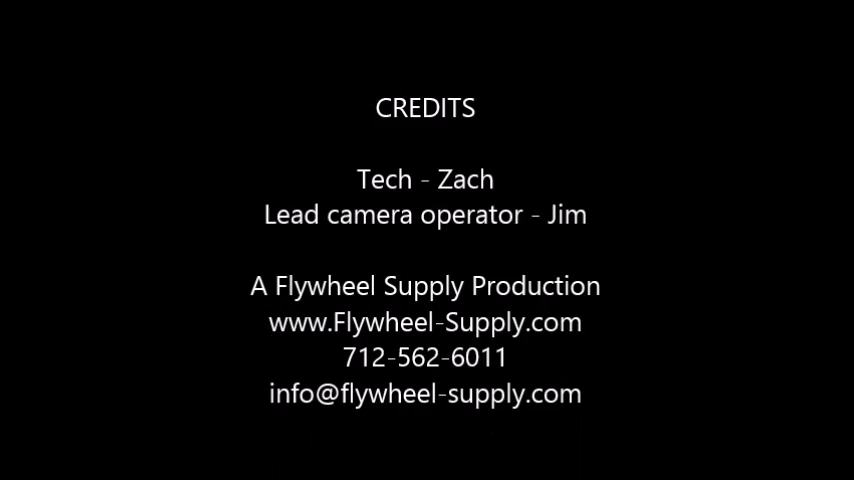 CREDITS
Tech - Zach
Lead camera operator - Jim
A Flywheel Supply Production
www.Flywheel-Supply.com
712-562-6011
info@flywheel-supply.com